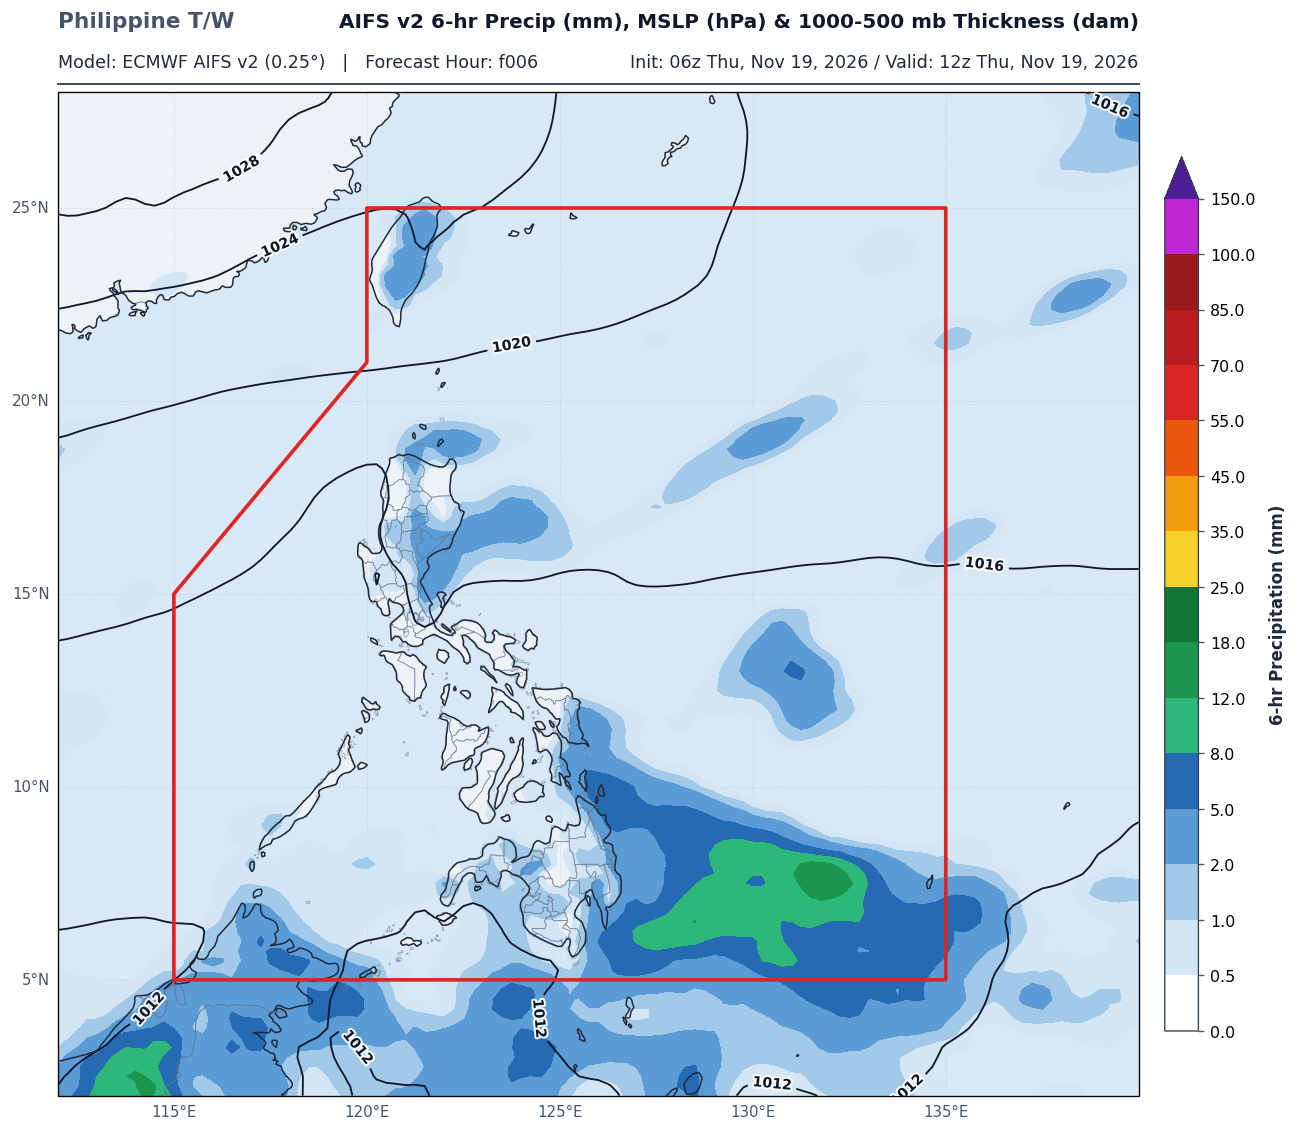 Philippine T/W
AIFS v2 6-hr Precip (mm), MSLP (hPa) & 1000-500 mb Thickness (dam)
Model: ECMWF AIFS v2 (0.25°) | Forecast Hour: f006
Init: 06z Thu, Nov 19, 2026 / Valid: 12z Thu, Nov 19, 2026
1016
1028
1024
1020
1016
1012
1012
1012
1012
1012
25°N
20°N
15°N
10°N
5°N
115°E
120°E
125°E
130°E
135°E
150.0
100.0
85.0
70.0
55.0
45.0
35.0
25.0
18.0
12.0
8.0
5.0
2.0
1.0
0.5
0.0
6-hr Precipitation (mm)